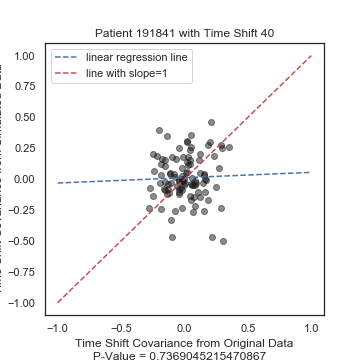 Patient 191841 with Time Shift 40
linear regression line
line with slope=1
1.00
0.75
0.50
0.25
0.00
−0.25
−0.50
−0.75
−1.00
−1.0
−0.5
0.0
0.5
1.0
Time Shift Covariance from Original Data
P-Value = 0.7369045215470867